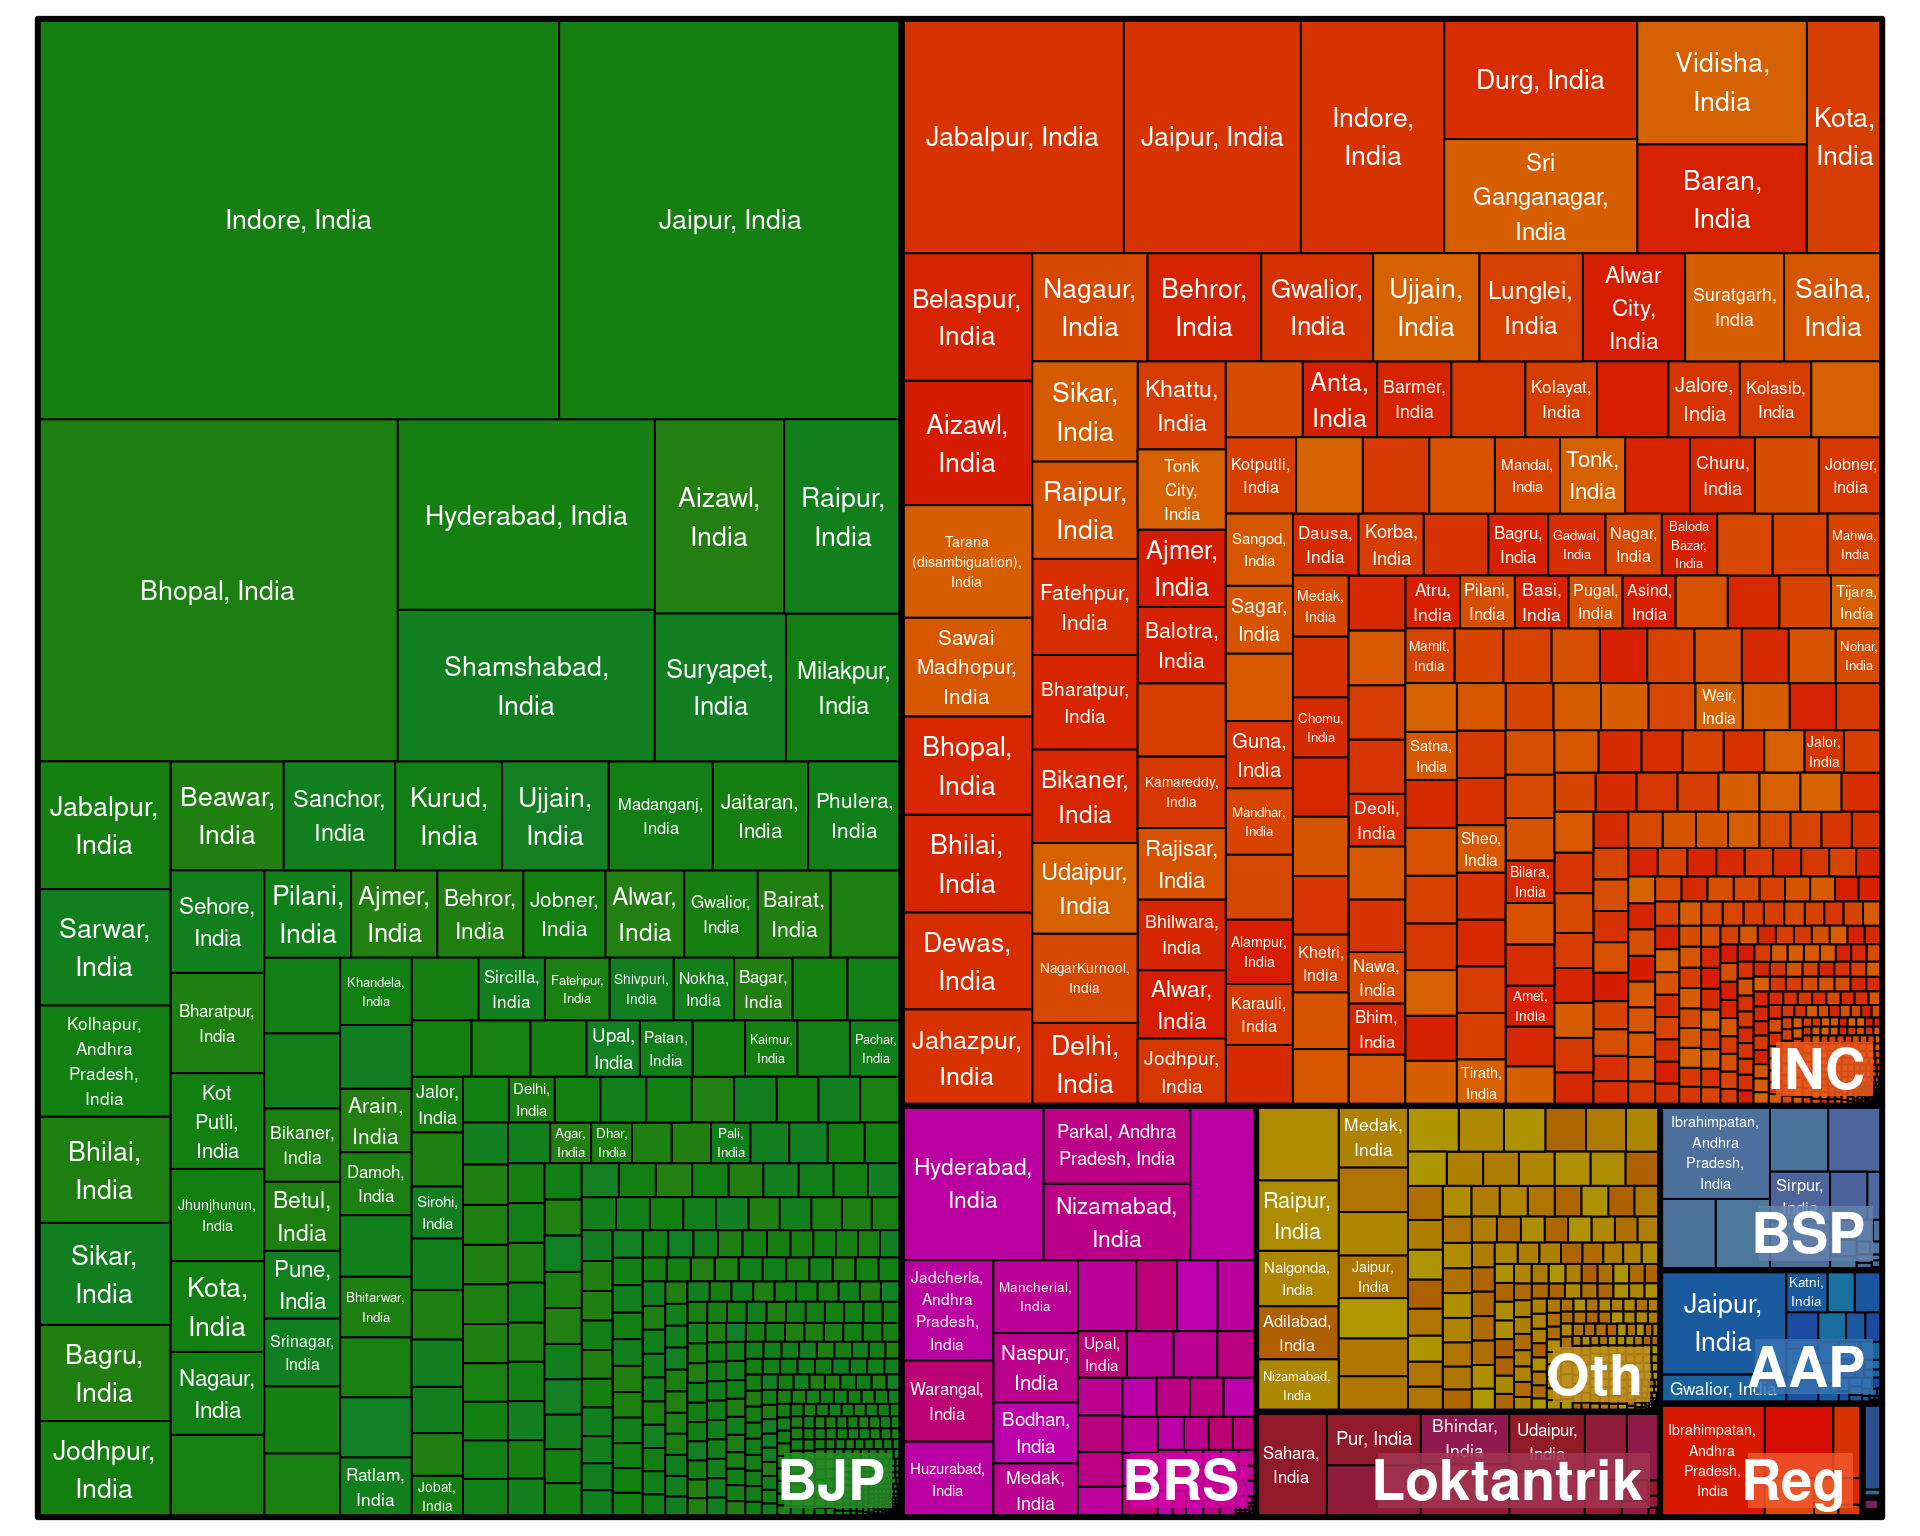 Indore, India
Jaipur, India
Bhopal, India
Hyderabad, India
Aizawl,
India
Raipur,
India
Shamshabad,
India
Suryapet,
India
Milakpur,
India
Jabalpur,
India
Beawar,
India
Sanchor,
India
Kurud,
India
Ujjain,
India
Madanganj,
India
Jaitaran,
India
Phulera,
India
Sarwar,
India
Sehore,
India
Pilani,
India
Ajmer,
India
Behror,
India
Jobner,
India
Alwar,
India
Gwalior,
India
Bairat,
India
Kolhapur,
Andhra
Pradesh,
India
Bharatpur,
India
Khandela,
India
Sircilla,
India
Fatehpur,
India
Shivpuri,
India
Nokha,
India
Bagar,
India
Upal,
India
Patan,
India
Kaimur,
India
Pachar,
India
Kot
Putli,
India
Arain,
India
Jalor,
India
Delhi,
India
Bhilai,
India
Bikaner,
India
Damoh,
India
Agar,
India
Dhar,
India
Pali,
India
Jhunjhunun,
India
Betul,
India
Sirohi,
India
Sikar,
India
Kota,
India
Pune,
India
Bhitarwar,
India
Srinagar,
India
Bagru,
India
Nagaur,
India
Jodhpur,
India
Ratlam,
India
Jobat,
India
BJP
Jabalpur, India
Jaipur, India
Indore,
India
Durg, India
Vidisha,
India
Kota,
India
Sri
Ganganagar,
India
Baran,
India
Belaspur,
India
Nagaur,
India
Behror,
India
Gwalior,
India
Ujjain,
India
Lunglei,
India
Alwar
City,
India
Suratgarh,
India
Saiha,
India
Aizawl,
India
Sikar,
India
Khattu,
India
Anta,
India
Barmer,
India
Kolayat,
India
Jalore,
India
Kolasib,
India
Tonk
City,
India
Kotputli,
India
Mandal,
India
Tonk,
India
Churu,
India
Jobner,
India
Tarana
(disambiguation),
India
Raipur,
India
Ajmer,
India
Sangod,
India
Dausa,
India
Korba,
India
Bagru,
India
Gadwal,
India
Nagar,
India
Baloda
Bazar,
India
Mahwa,
India
Fatehpur,
India
Sagar,
India
Medak,
India
Atru,
India
Pilani,
India
Basi,
India
Pugal,
India
Asind,
India
Tijara,
India
Sawai
Madhopur,
India
Balotra,
India
Mamit,
India
Nohar,
India
Bharatpur,
India
Chomu,
India
Weir,
India
Bhopal,
India
Guna,
India
Satna,
India
Jalor,
India
Bikaner,
India
Kamareddy,
India
Mandhar,
India
Deoli,
India
Bhilai,
India
Udaipur,
India
Rajisar,
India
Sheo,
India
Bilara,
India
Dewas,
India
NagarKurnool,
India
Bhilwara,
India
Alampur,
India
Khetri,
India
Nawa,
India
Alwar,
India
Karauli,
India
Bhim,
India
Amet,
India
Jahazpur,
India
Delhi,
India
Jodhpur,
India
Tirath,
India
INC
Hyderabad,
India
Parkal, Andhra
Pradesh, India
Nizamabad,
India
Jadcherla,
Andhra
Pradesh,
India
Mancherial,
India
Naspur,
India
Upal,
India
Warangal,
India
Bodhan,
India
Huzurabad,
India
Medak,
India
BRS
Medak,
India
Raipur,
India
Nalgonda,
India
Jaipur,
India
Adilabad,
India
Nizamabad,
India
Oth
Sahara,
India
Pur, India
Bhindar,
India
Udaipur,
India
Loktantrik
Ibrahimpatan,
Andhra
Pradesh,
India
Sirpur,
India
BSP
Jaipur,
India
Katni,
India
Gwalior, India
AAP
Ibrahimpatan,
Andhra
Pradesh,
India
Reg